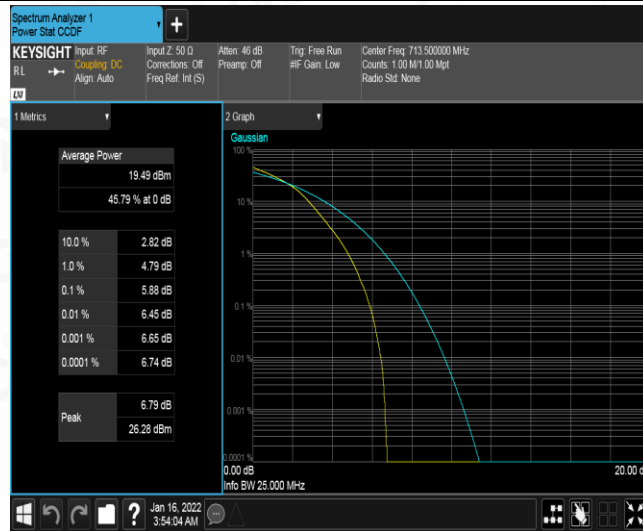 Spectrum Analyzer 1
Power Stat CCDF
+
KEYSIGHT
RL
LXI
Input: RF
Coupling: DC
Align: Auto
Input Z: 50 Ω
Corrections: Off
Freq Ref: Int (S)
Atten: 46 dB
Preamp: Off
Trig: Free Run
#IF Gain: Low
Center Freq: 713.500000 MHz
Counts: 1.00 M/1.00 Mpt
Radio Std: None
1 Metrics
Average Power
19.49 dBm
45.79 % at 0 dB
10.0 % 2.82 dB
1.0 % 4.79 dB
0.1 % 5.88 dB
0.01 % 6.45 dB
0.001 % 6.65 dB
0.0001 % 6.74 dB
Peak
6.79 dB
26.28 dBm
2 Graph
Gaussian
100 %
10 %
1 %
0.1 %
0.01 %
0.001 %
0.0001 %
0.00 dB
20.00
Info BW 25.000 MHz
?
Jan 16, 2022
3:54:04 AM